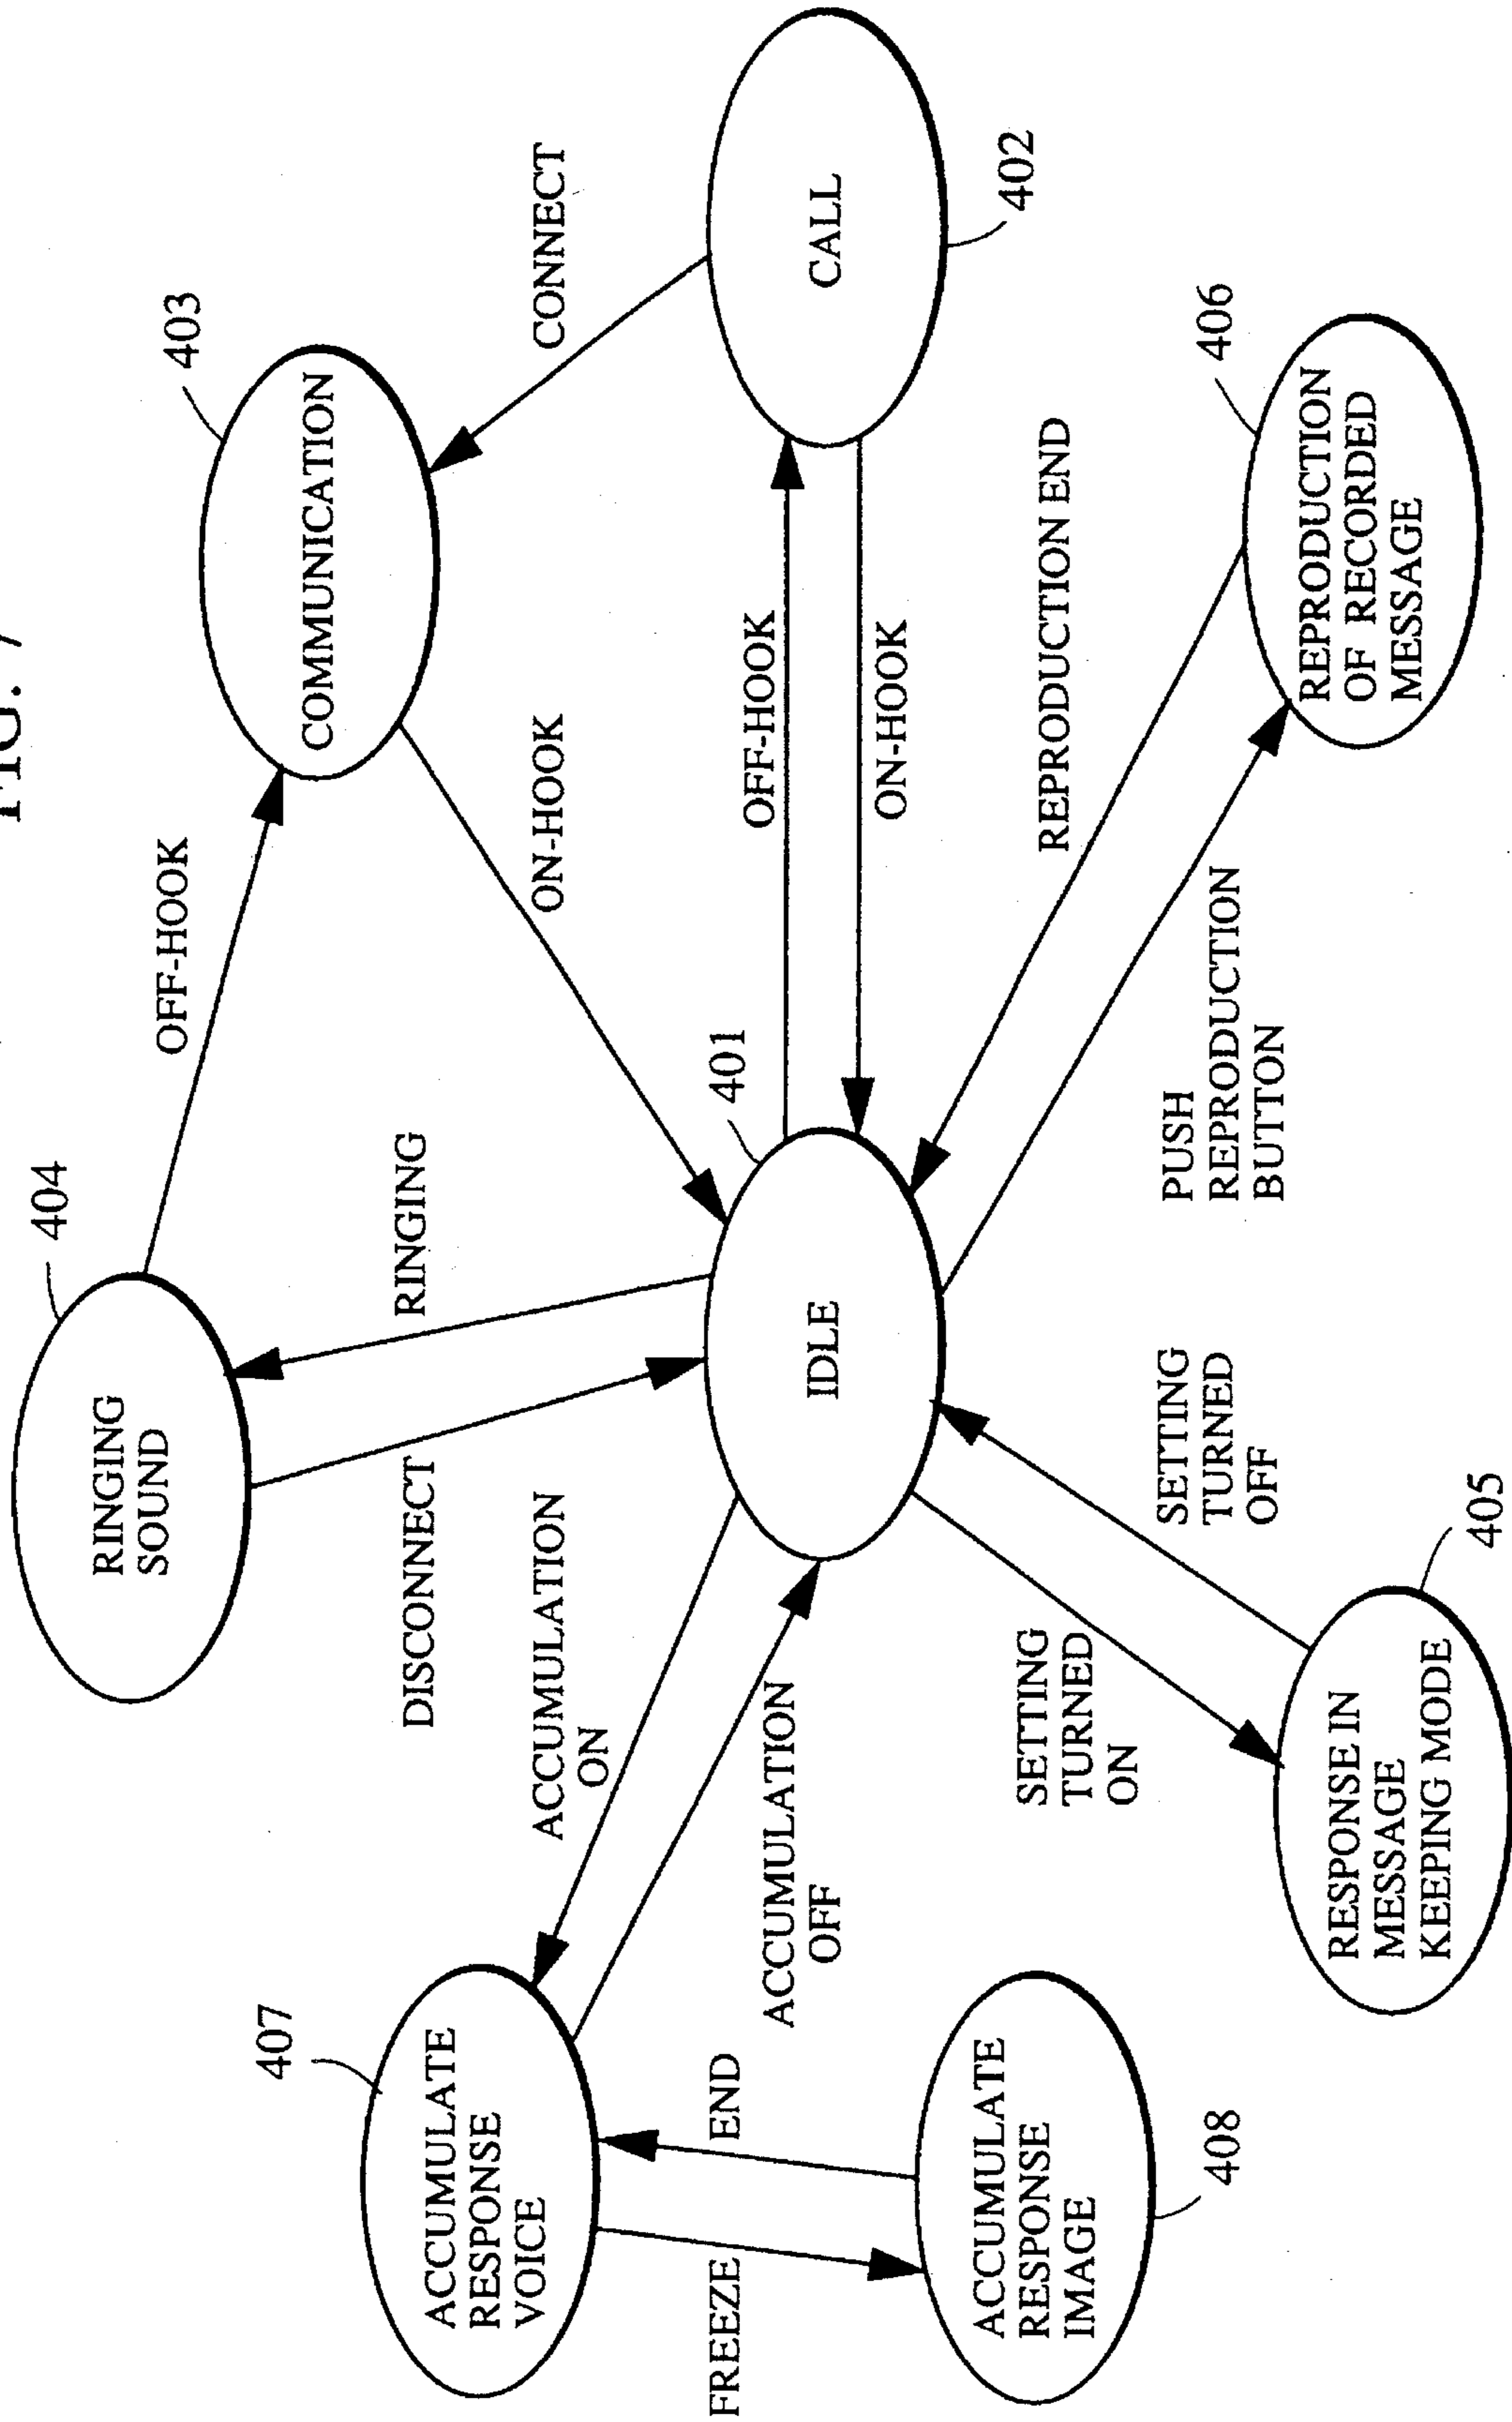 FIG. 7
404
RINGING
SOUND
OFF-HOOK
403
COMMUNICATION
407
ACCUMULATE
RESPONSE
VOICE
DISCONNECT
RINGING
ACCUMULATION
ON
ON-HOOK
CONNECT
FREEZE
END
ACCUMULATION
OFF
401
IDLE
OFF-HOOK
ON-HOOK
CALL
402
ACCUMULATE
RESPONSE
IMAGE
408
SETTING
TURNED
ON
SETTING
TURNED
OFF
REPRODUCTION END
PUSH
REPRODUCTION
BUTTON
406
REPRODUCTION
OF RECORDED
MESSAGE
RESPONSE IN
MESSAGE
KEEPING MODE
405